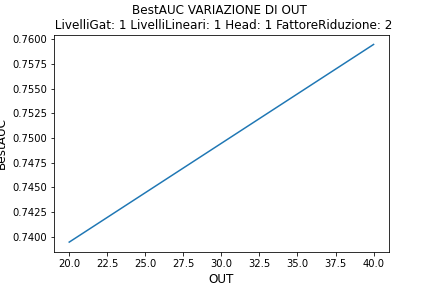 BestAUC VARIAZIONE DI OUT
LivelliGat: 1 LivelliLineari: 1 Head: 1 FattoreRiduzione: 2
BestAUC
0.7600
0.7575
0.7550
0.7525
0.7500
0.7475
0.7450
0.7425
0.7400
20.0 22.5 25.0 27.5 30.0 32.5 35.0 37.5 40.0
OUT